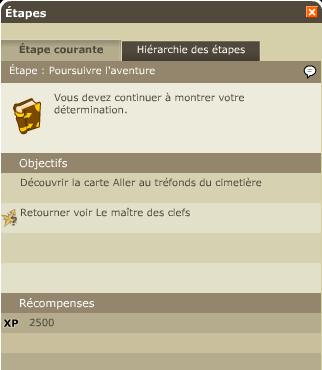 Étapes
Étape courante
Hiérarchie des étapes
Étape : Poursuivre l'aventure
Vous devez continuer à montrer votre
détermination.
Objectifs
Découvrir la carte Aller au tréfonds du cimetière
Retourner voir Le maître des clefs
Récompenses
XP 2500